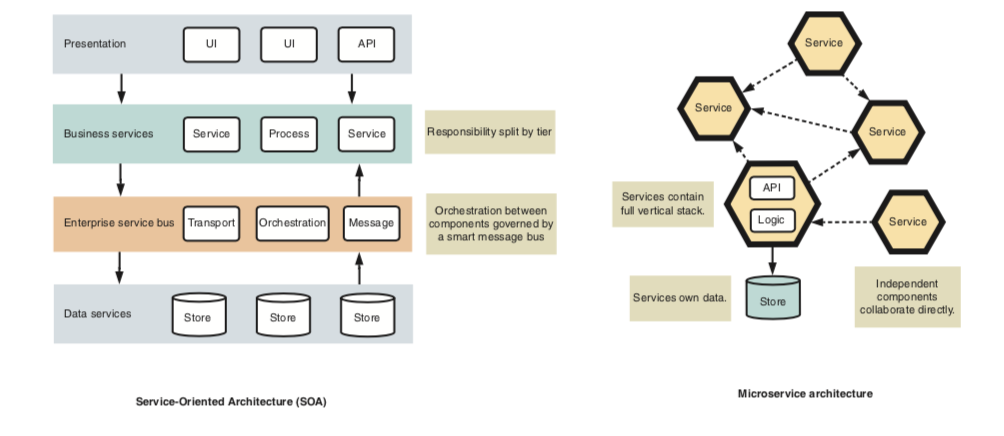 Presentation
UI
UI
API
Business services
Service
Process
Service
Responsibility split by tier
Enterprise service bus
Transport
Orchestration
Message
Orchestration between
components governed by
a smart message bus
Data services
Store
Store
Store
Service-Oriented Architecture (SOA)
Service
Service
Service
Services contain
full vertical stack.
API
Logic
Service
Services own data.
Store
Independent
components
collaborate directly.
Microservice architecture